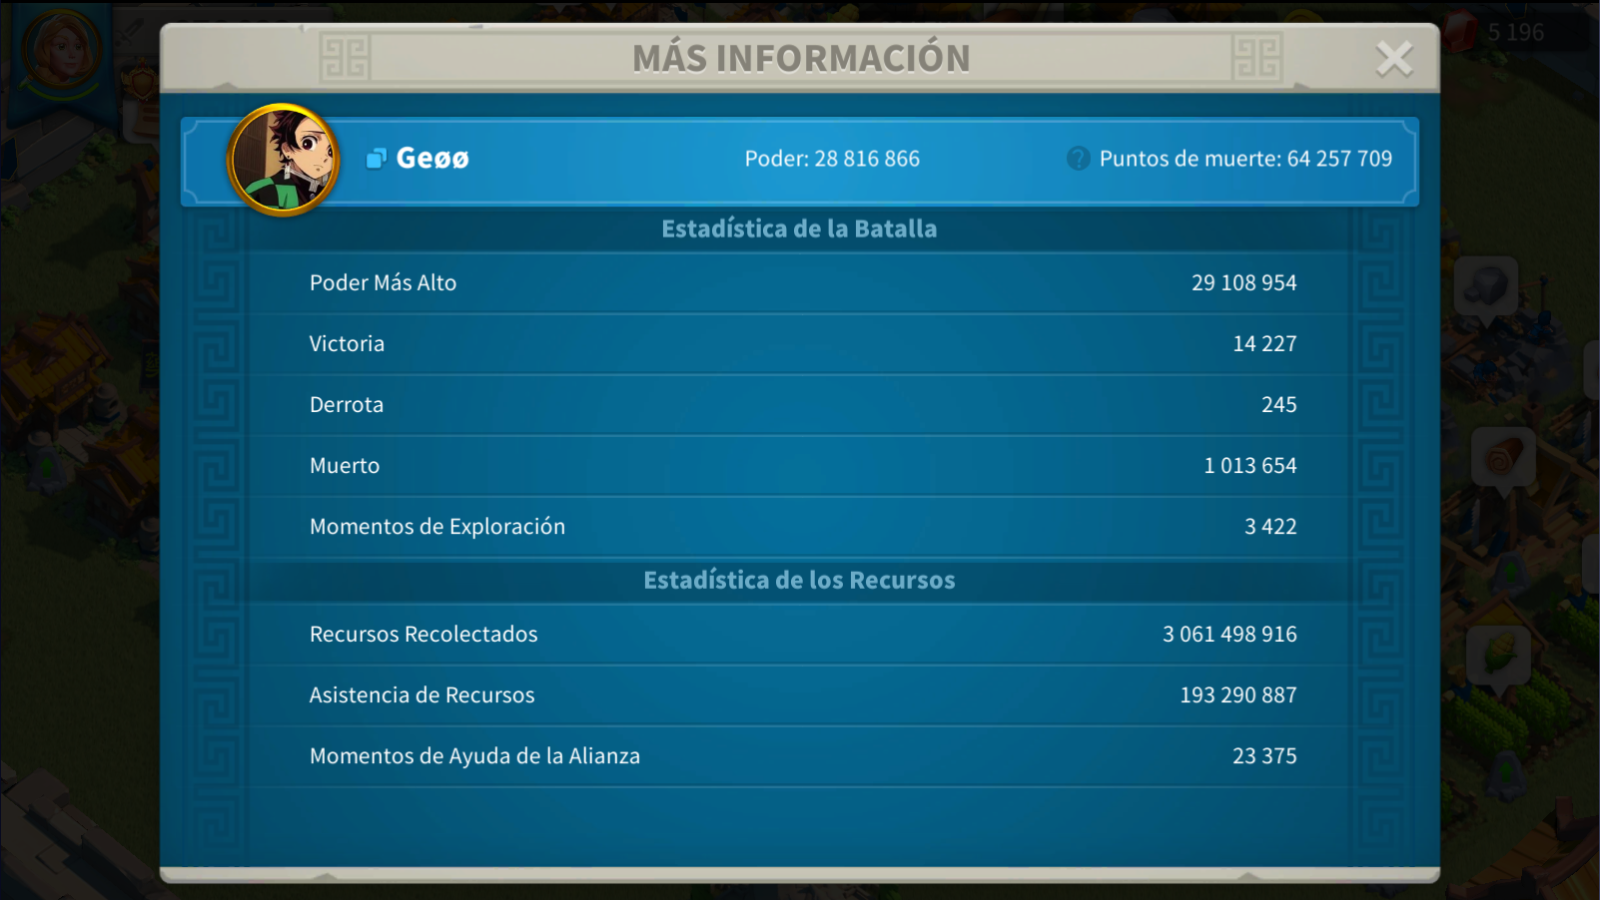 5 196
MÁS INFORMACIÓN
Geøø
Poder: 28 816 866
? Puntos de muerte: 64 257 709
Estadística de la Batalla
Poder Más Alto 29 108 954
Victoria 14 227
Derrota 245
Muerto 1 013 654
Momentos de Exploración 3 422
Estadística de los Recursos
Recursos Recolectados 3 061 498 916
Asistencia de Recursos 193 290 887
Momentos de Ayuda de la Alianza 23 375